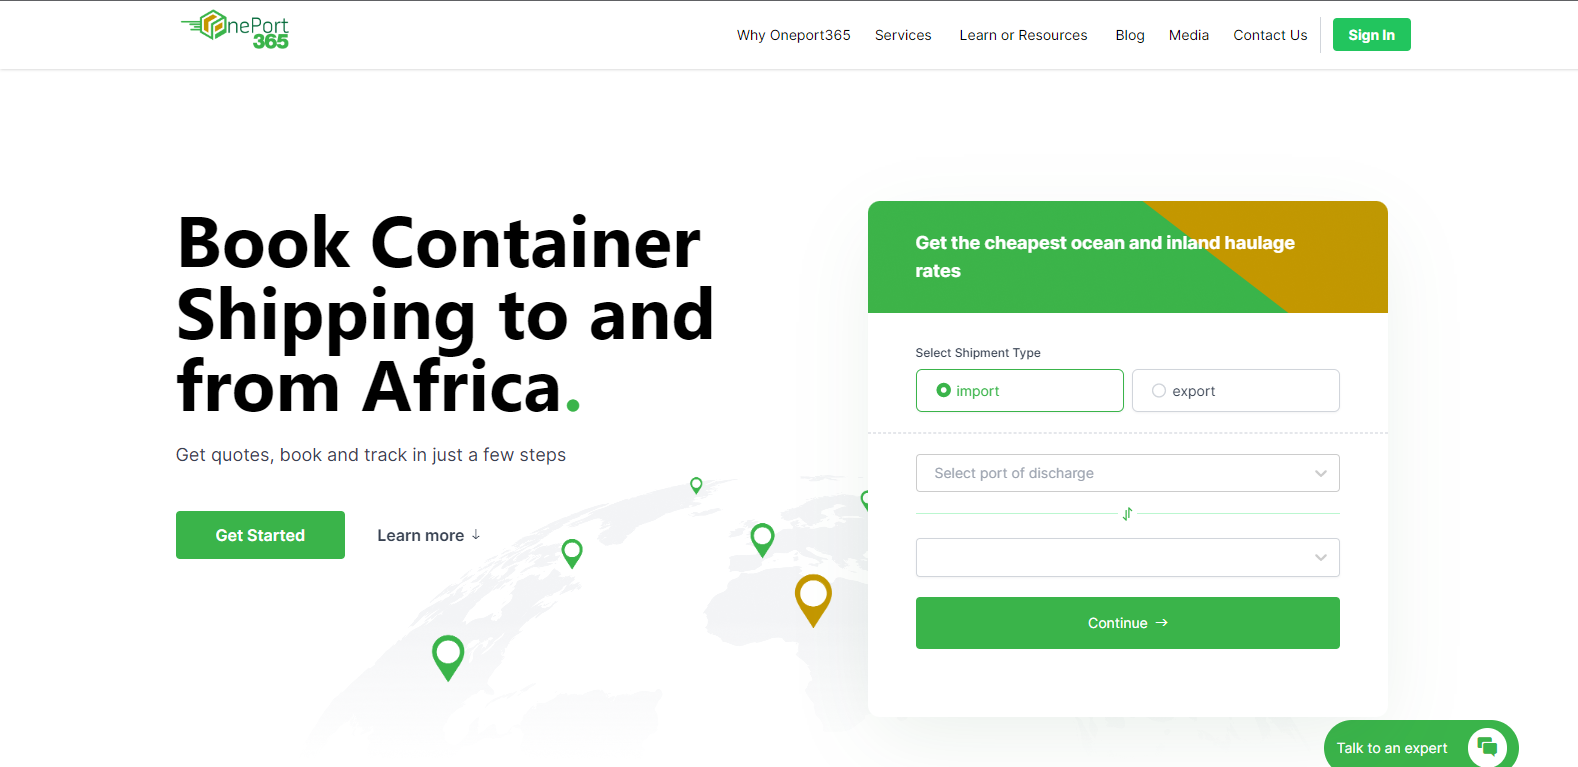 OnePort
365
Why Oneport365
Services
Learn or Resources
Blog
Media
Contact Us
Sign In
Book Container
Shipping to and
from Africa.
Get quotes, book and track in just a few steps
Get Started
Learn more ↓
Get the cheapest ocean and inland haulage
rates
Select Shipment Type
import
export
Select port of discharge
Continue →
Talk to an expert